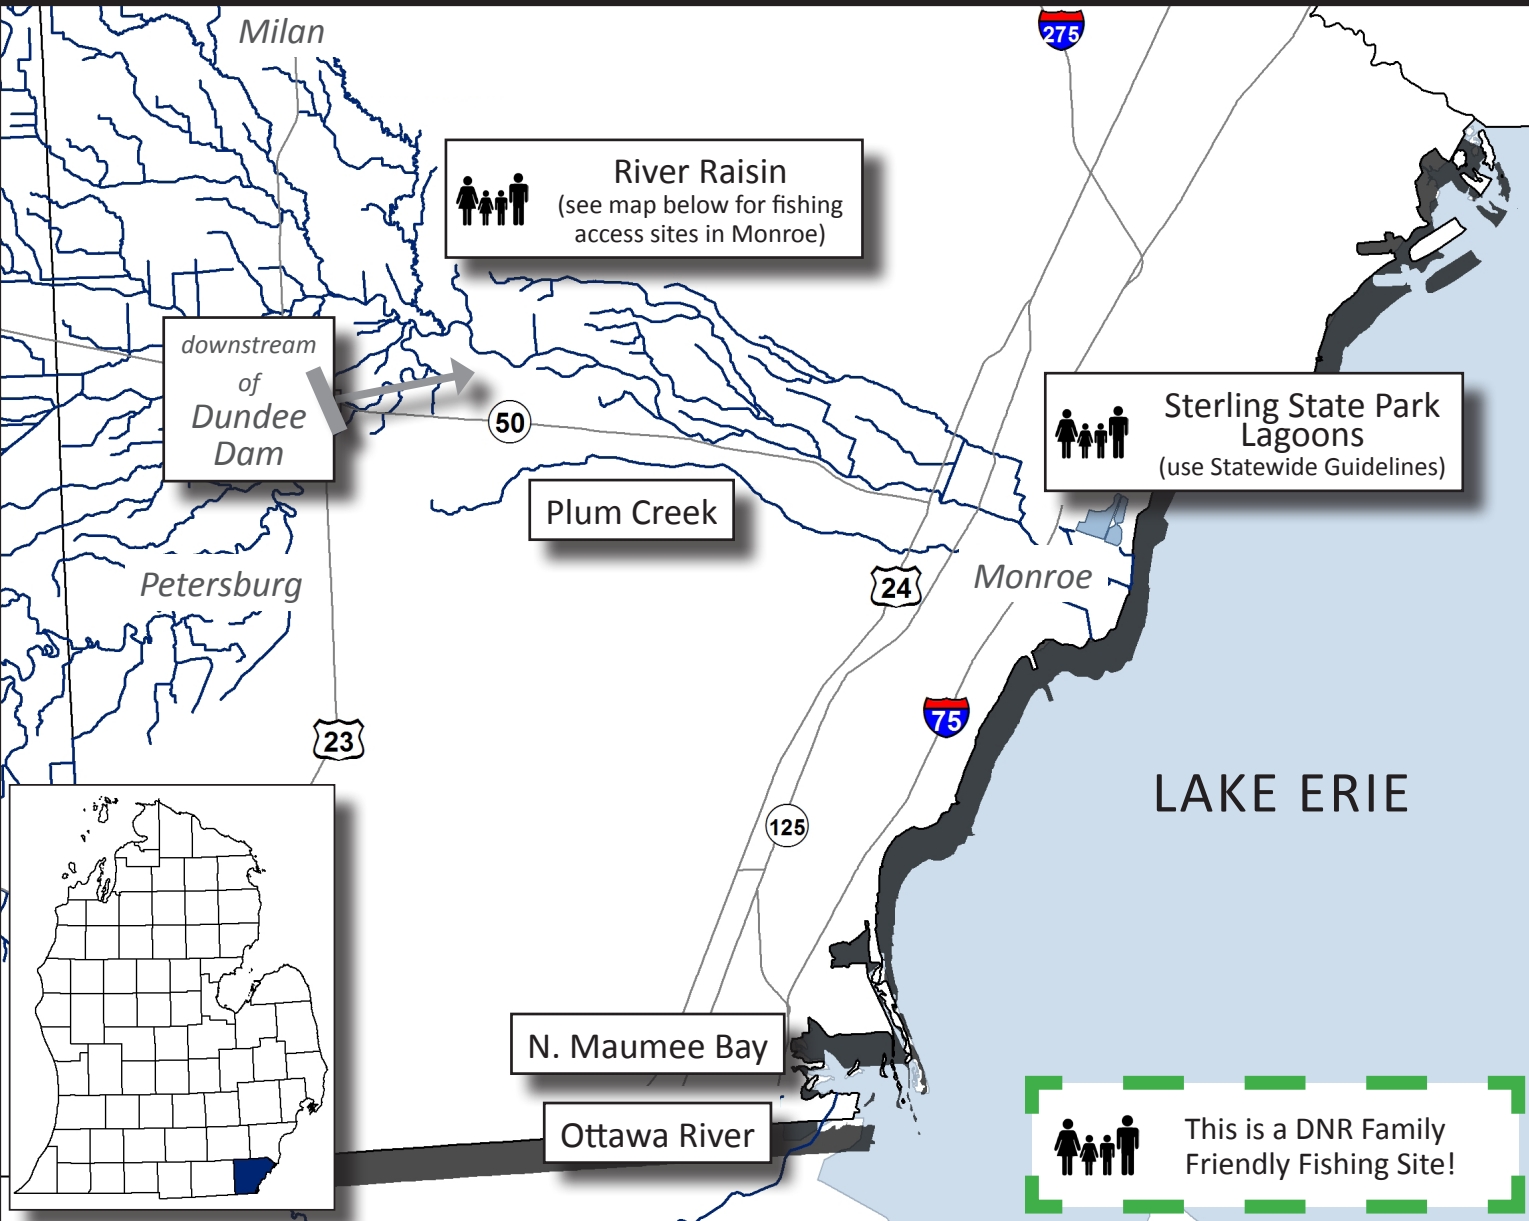 Milan
275
River Raisin
(see map below for fishing
access sites in Monroe)
downstream
of
Dundee
Dam
50
Sterling State Park
Lagoons
(use Statewide Guidelines)
Plum Creek
Petersburg
24
Monroe
75
23
LAKE ERIE
125
N. Maumee Bay
Ottawa River
This is a DNR Family
Friendly Fishing Site!